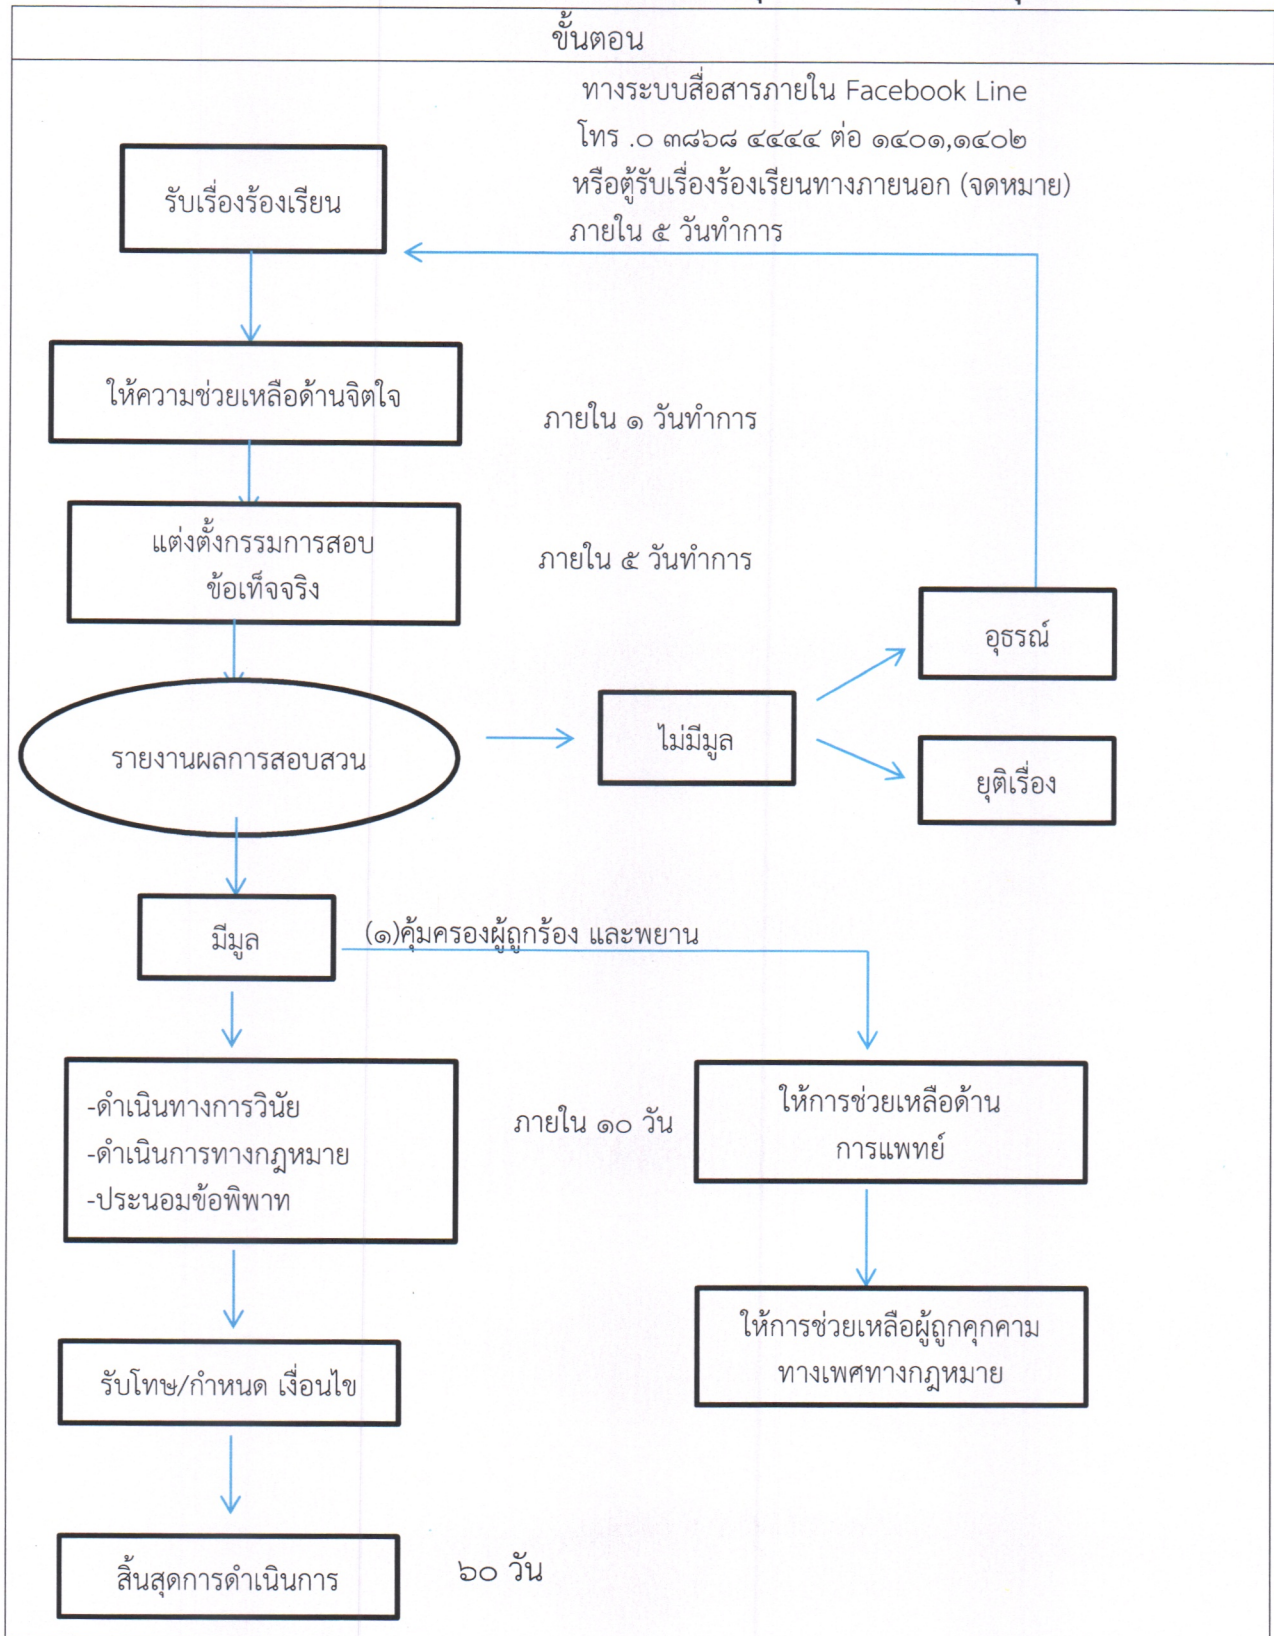 ขั้นตอน
ทางระบบสื่อสารภายใน Facebook Line
โทร .๐ ๓๘๖๘ ๔๔๔๔ ต่อ ๑๔๐๑,๑๔๐๒
หรือตู้รับเรื่องร้องเรียนทางภายนอก (จดหมาย)
ภายใน ๕ วันทำการ
รับเรื่องร้องเรียน
ให้ความช่วยเหลือด้านจิตใจ
ภายใน ๑ วันทำการ
แต่งตั้งกรรมการสอบ
ข้อเท็จจริง
ภายใน ๕ วันทำการ
อุธรณ์
ไม่มีมูล
รายงานผลการสอบสวน
ยุติเรื่อง
มีมูล
(๑)คุ้มครองผู้ถูกร้อง และพยาน
-ดำเนินทางการวินัย
-ดำเนินการทางกฎหมาย
-ประนอมข้อพิพาท
ภายใน ๑๐ วัน
ให้การช่วยเหลือด้าน
การแพทย์
ให้การช่วยเหลือผู้ถูกคุกคาม
ทางเพศทางกฎหมาย
รับโทษ/กำหนด เงื่อนไข
สิ้นสุดการดำเนินการ
๖๐ วัน